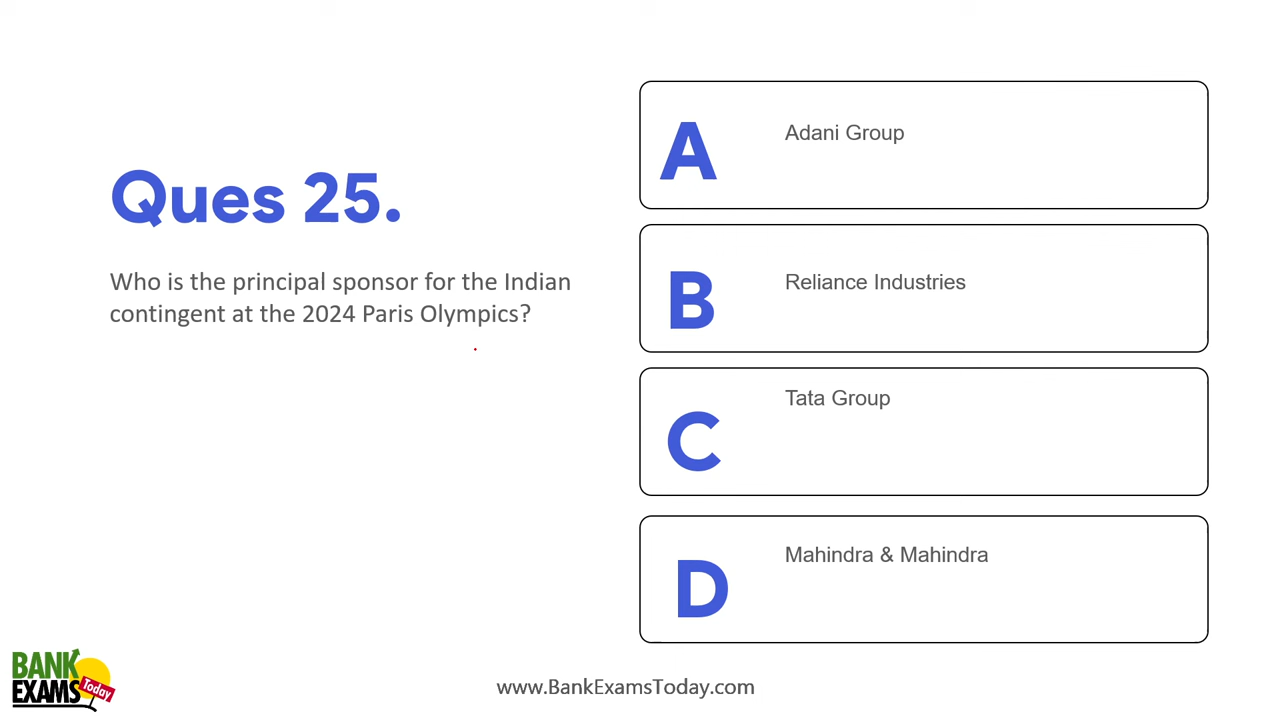 Ques 25.
Who is the principal sponsor for the Indian
contingent at the 2024 Paris Olympics?
A
Adani Group
B
Reliance Industries
C
Tata Group
D
Mahindra & Mahindra
BANK
EXAMS
Today
www.BankExamsToday.com